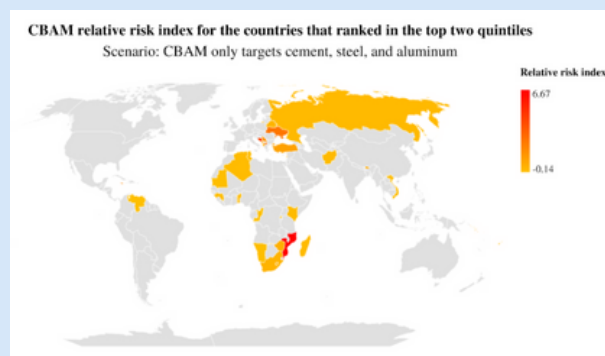 CBAM relative risk index for the countries that ranked in the top two quintiles
Scenario: CBAM only targets cement, steel, and aluminum
Relative risk index
6.67
-0.14